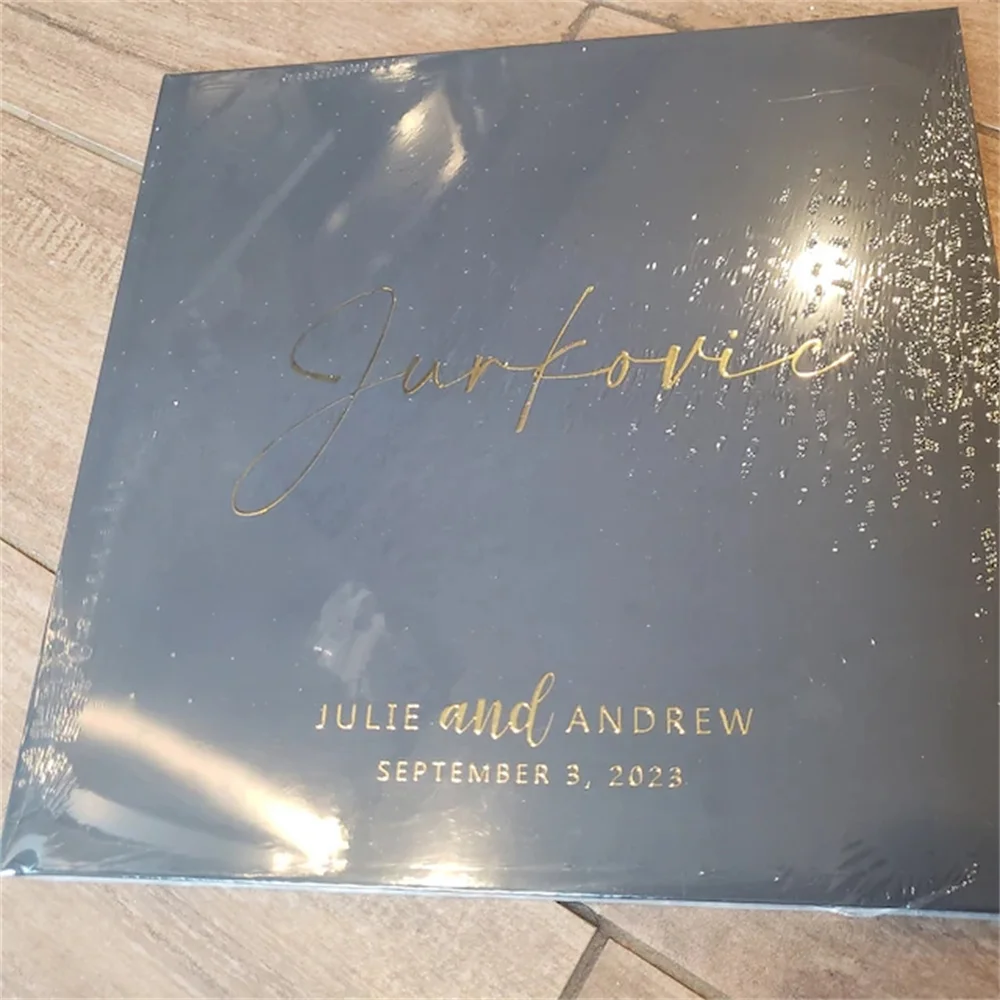 Jurkovic
JULIE and ANDREW
SEPTEMBER 3, 2023